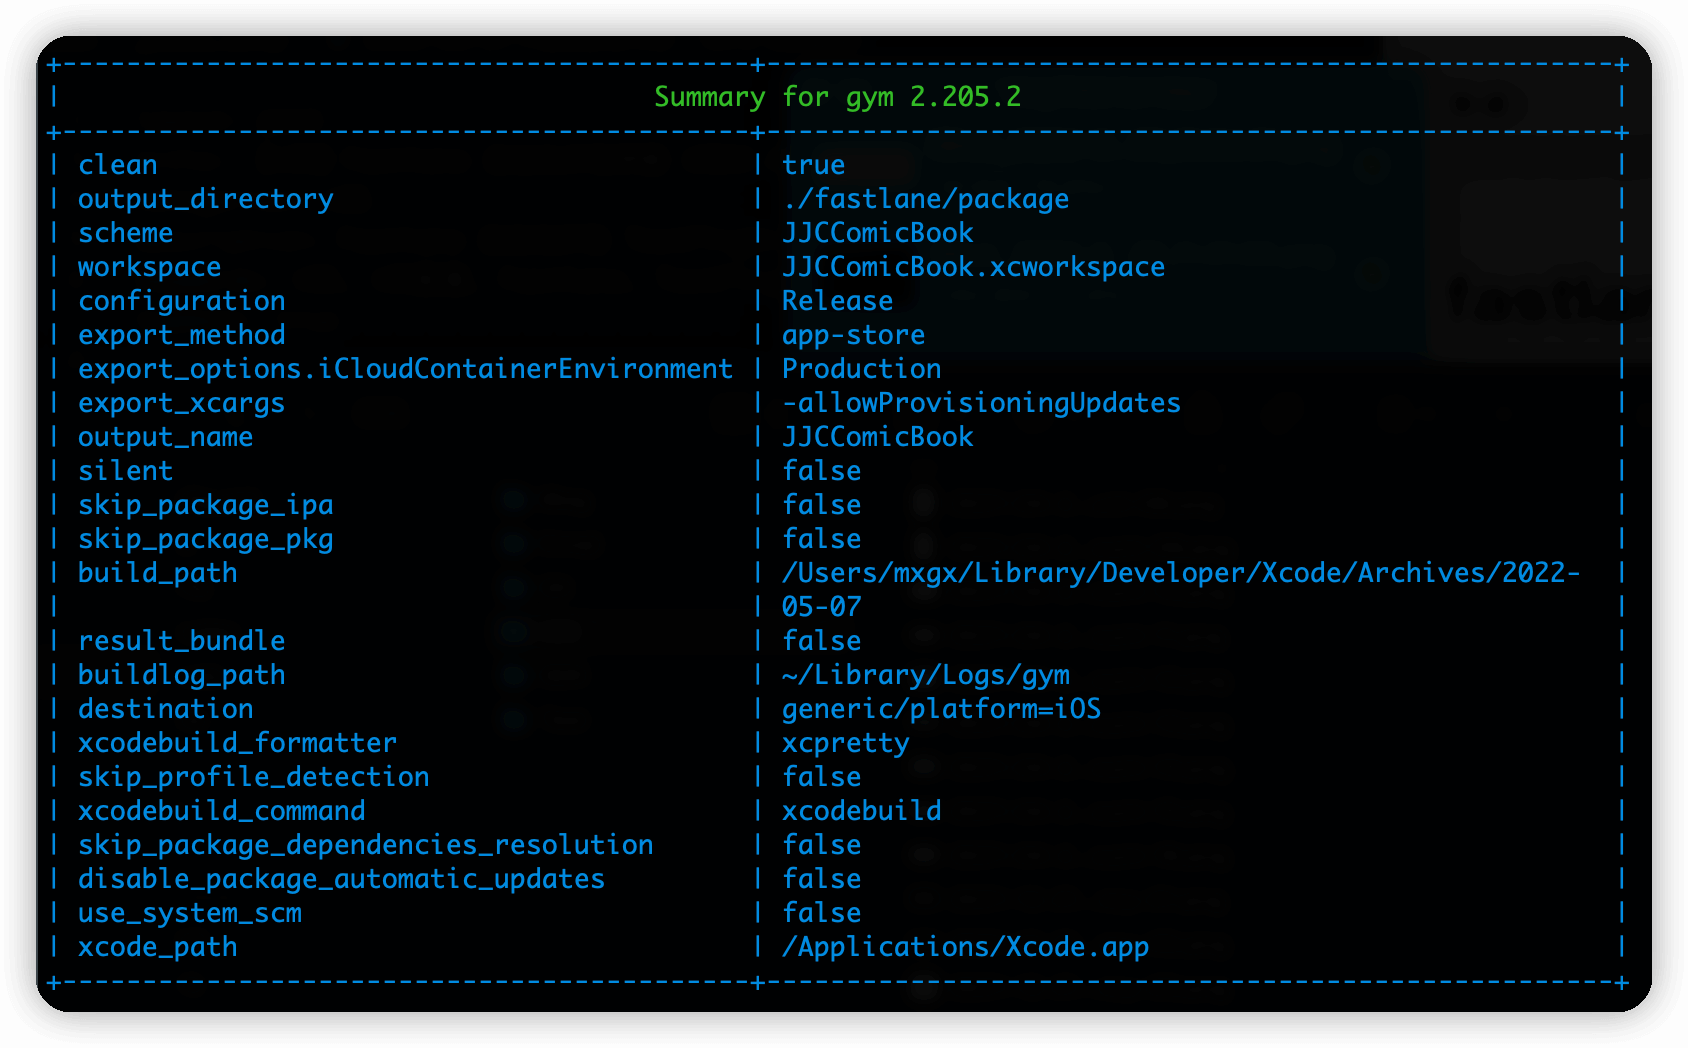 +-------------------------------------------+-----------------------------------------------------+
| Summary for gym 2.205.2 |
+-------------------------------------------+-----------------------------------------------------+
| clean | true |
| output_directory | ./fastlane/package |
| scheme | JJCComicBook |
| workspace | JJCComicBook.xcworkspace |
| configuration | Release |
| export_method | app-store |
| export_options.iCloudContainerEnvironment | Production |
| export_xcargs | -allowProvisioningUpdates |
| output_name | JJCComicBook |
| silent | false |
| skip_package_ipa | false |
| skip_package_pkg | false |
| build_path | /Users/mxgx/Library/Developer/Xcode/Archives/2022- |
| | 05-07 |
| result_bundle | false |
| buildlog_path | ~/Library/Logs/gym |
| destination | generic/platform=iOS |
| xcodebuild_formatter | xcpretty |
| skip_profile_detection | false |
| xcodebuild_command | xcodebuild |
| skip_package_dependencies_resolution | false |
| disable_package_automatic_updates | false |
| use_system_scm | false |
| xcode_path | /Applications/Xcode.app |
+-------------------------------------------+-----------------------------------------------------+